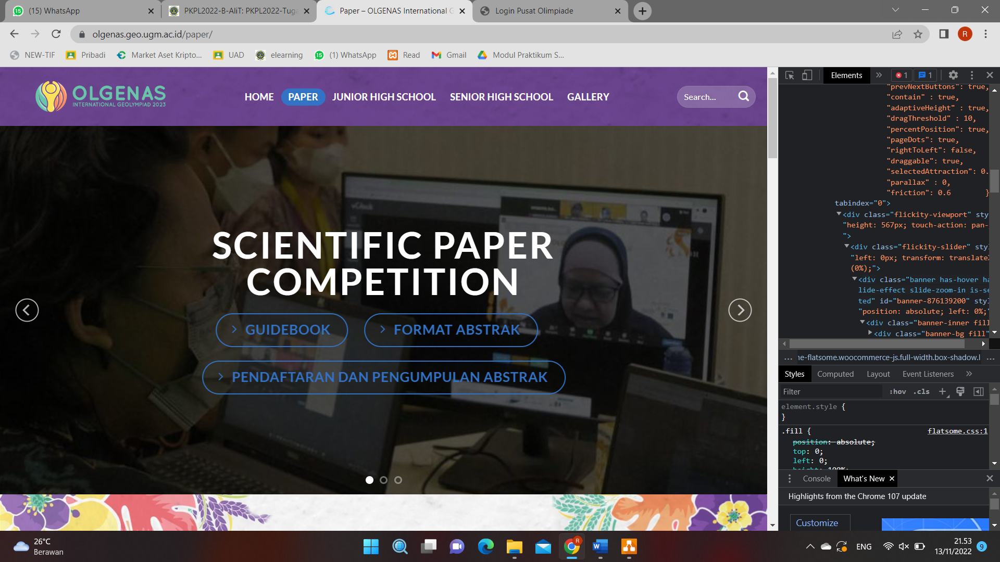 (15) WhatsApp
PKPL2022-B-AliT: PKPL2022-Tuga
Paper – OLGENAS International G
Login Pusat Olimpiade
olgenas.geo.ugm.ac.id/paper/
R
NEW-TIF
Pribadi
Market Aset Kripto...
UAD
elearning
(1) WhatsApp
Read
Gmail
Modul Praktikum S...
OLGENAS
INTERNATIONAL GEOLYMPIAD 2023
HOME
PAPER
JUNIOR HIGH SCHOOL
SENIOR HIGH SCHOOL
GALLERY
Search...
SCIENTIFIC PAPER
COMPETITION
GUIDEBOOK
FORMAT ABSTRAK
PENDAFTARAN DAN PENGUMPULAN ABSTRAK
Elements
1
1
"prevNextButtons": true,
"contain" : true,
"adaptiveHeight" : true,
"dragThreshold" : 10,
"percentPosition": true,
"pageDots": true,
"rightToLeft": false,
"draggable": true,
"selectedAttraction": 0.
"parallax" : 0,
"friction": 0.6 }
tabindex="0">
<div class="flickity-viewport" sty
"height: 567px; touch-action: pan-
">
<div class="flickity-slider" sty
"left: 0px; transform: translate
(0%);">
<div class="banner has-hover ha
lide-effect slide-zoom-in is-se
ted" id="banner-876139200" sty
"position: absolute; left: 0%;"
<div class="banner-inner fill
<div class="banner-bg fill"
... ne-flatsome.woocommerce-js.full-width.box-shadow.l ...
Styles
Computed
Layout
Event Listeners
Filter
:hov
.cls
element.style {
}
.fill {
flatsome.css:1
position: absolute;
top: 0;
left: 0;
height: 100%;
Console
What's New
Highlights from the Chrome 107 update
Customize
26°C
Berawan
R
ENG
21.53
13/11/2022
9